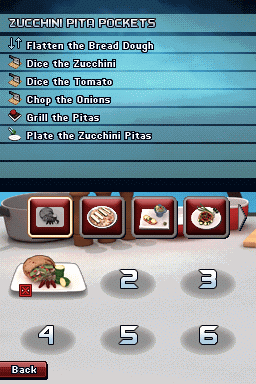 ZUCCHINI PITA POCKETS
Flatten the Bread Dough
Dice the Zucchini
Dice the Tomato
Chop the Onions
Grill the Pitas
Plate the Zucchini Pitas
2
3
4
5
6
Back